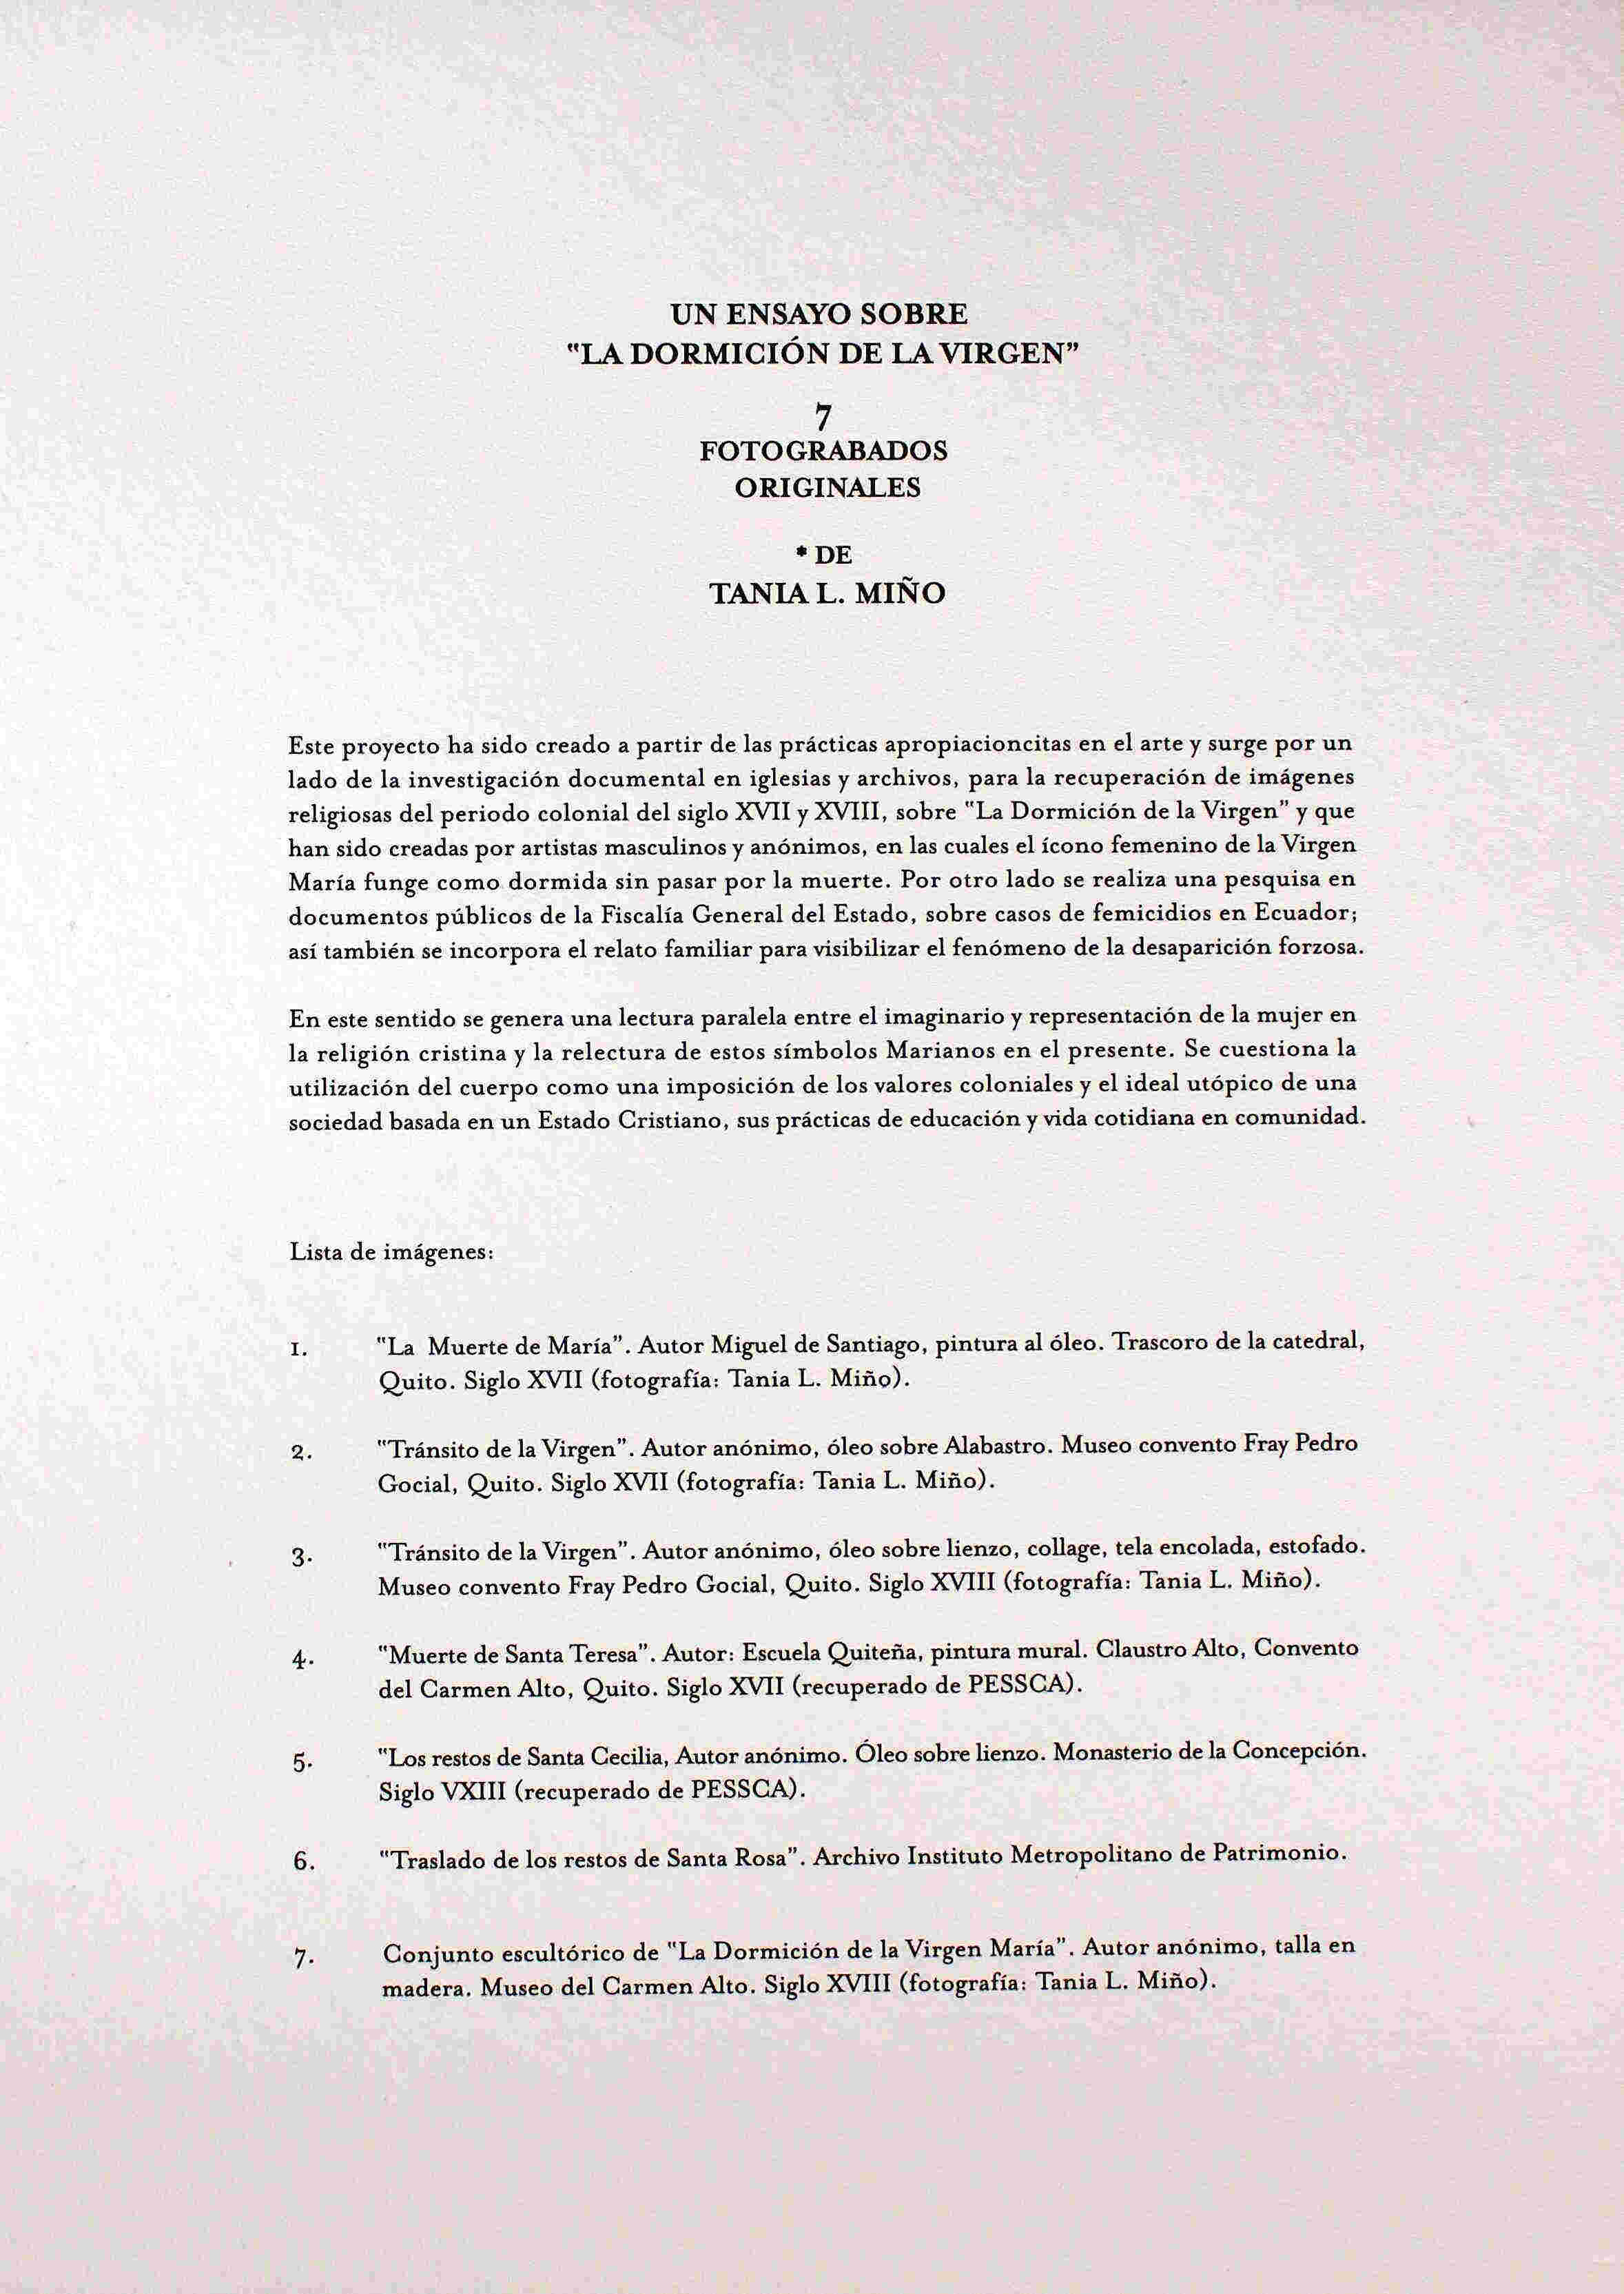 UN ENSAYO SOBRE
"LA DORMICIÓN DE LA VIRGEN”
7
FOTOGRABADOS
ORIGINALES
* DE
TANIA L. MIÑO
Este proyecto ha sido creado a partir de las prácticas apropiacioncitas en el arte y surge por un
lado de la investigación documental en iglesias y archivos, para la recuperación de imágenes
religiosas del periodo colonial del siglo XVII y XVIII, sobre "La Dormición de la Virgen” y que
han sido creadas por artistas masculinos y anónimos, en las cuales el ícono femenino de la Virgen
María funge como dormida sin pasar por la muerte. Por otro lado se realiza una pesquisa en
documentos públicos de la Fiscalía General del Estado, sobre casos de femicidios en Ecuador;
así también se incorpora el relato familiar para visibilizar el fenómeno de la desaparición forzosa.
En este sentido se genera una lectura paralela entre el imaginario y representación de la mujer en
la religión cristina y la relectura de estos símbolos Marianos en el presente. Se cuestiona la
utilización del cuerpo como una imposición de los valores coloniales y el ideal utópico de una
sociedad basada en un Estado Cristiano, sus prácticas de educación y vida cotidiana en comunidad.
Lista de imágenes:
1. "La Muerte de María”. Autor Miguel de Santiago, pintura al óleo. Trascoro de la catedral,
Quito. Siglo XVII (fotografía: Tania L. Miño).
2. "Tránsito de la Virgen”. Autor anónimo, óleo sobre Alabastro. Museo convento Fray Pedro
Gocial, Quito. Siglo XVII (fotografía: Tania L. Miño).
3. "Tránsito de la Virgen”. Autor anónimo, óleo sobre lienzo, collage, tela encolada, estofado.
Museo convento Fray Pedro Gocial, Quito. Siglo XVIII (fotografía: Tania L. Miño).
4. "Muerte de Santa Teresa”. Autor: Escuela Quiteña, pintura mural. Claustro Alto, Convento
del Carmen Alto, Quito. Siglo XVII (recuperado de PESSCA).
5. "Los restos de Santa Cecilia, Autor anónimo. Óleo sobre lienzo. Monasterio de la Concepción.
Siglo VXIII (recuperado de PESSCA).
6. "Traslado de los restos de Santa Rosa”. Archivo Instituto Metropolitano de Patrimonio.
7. Conjunto escultórico de "La Dormición de la Virgen María”. Autor anónimo, talla en
madera. Museo del Carmen Alto. Siglo XVIII (fotografía: Tania L. Miño).